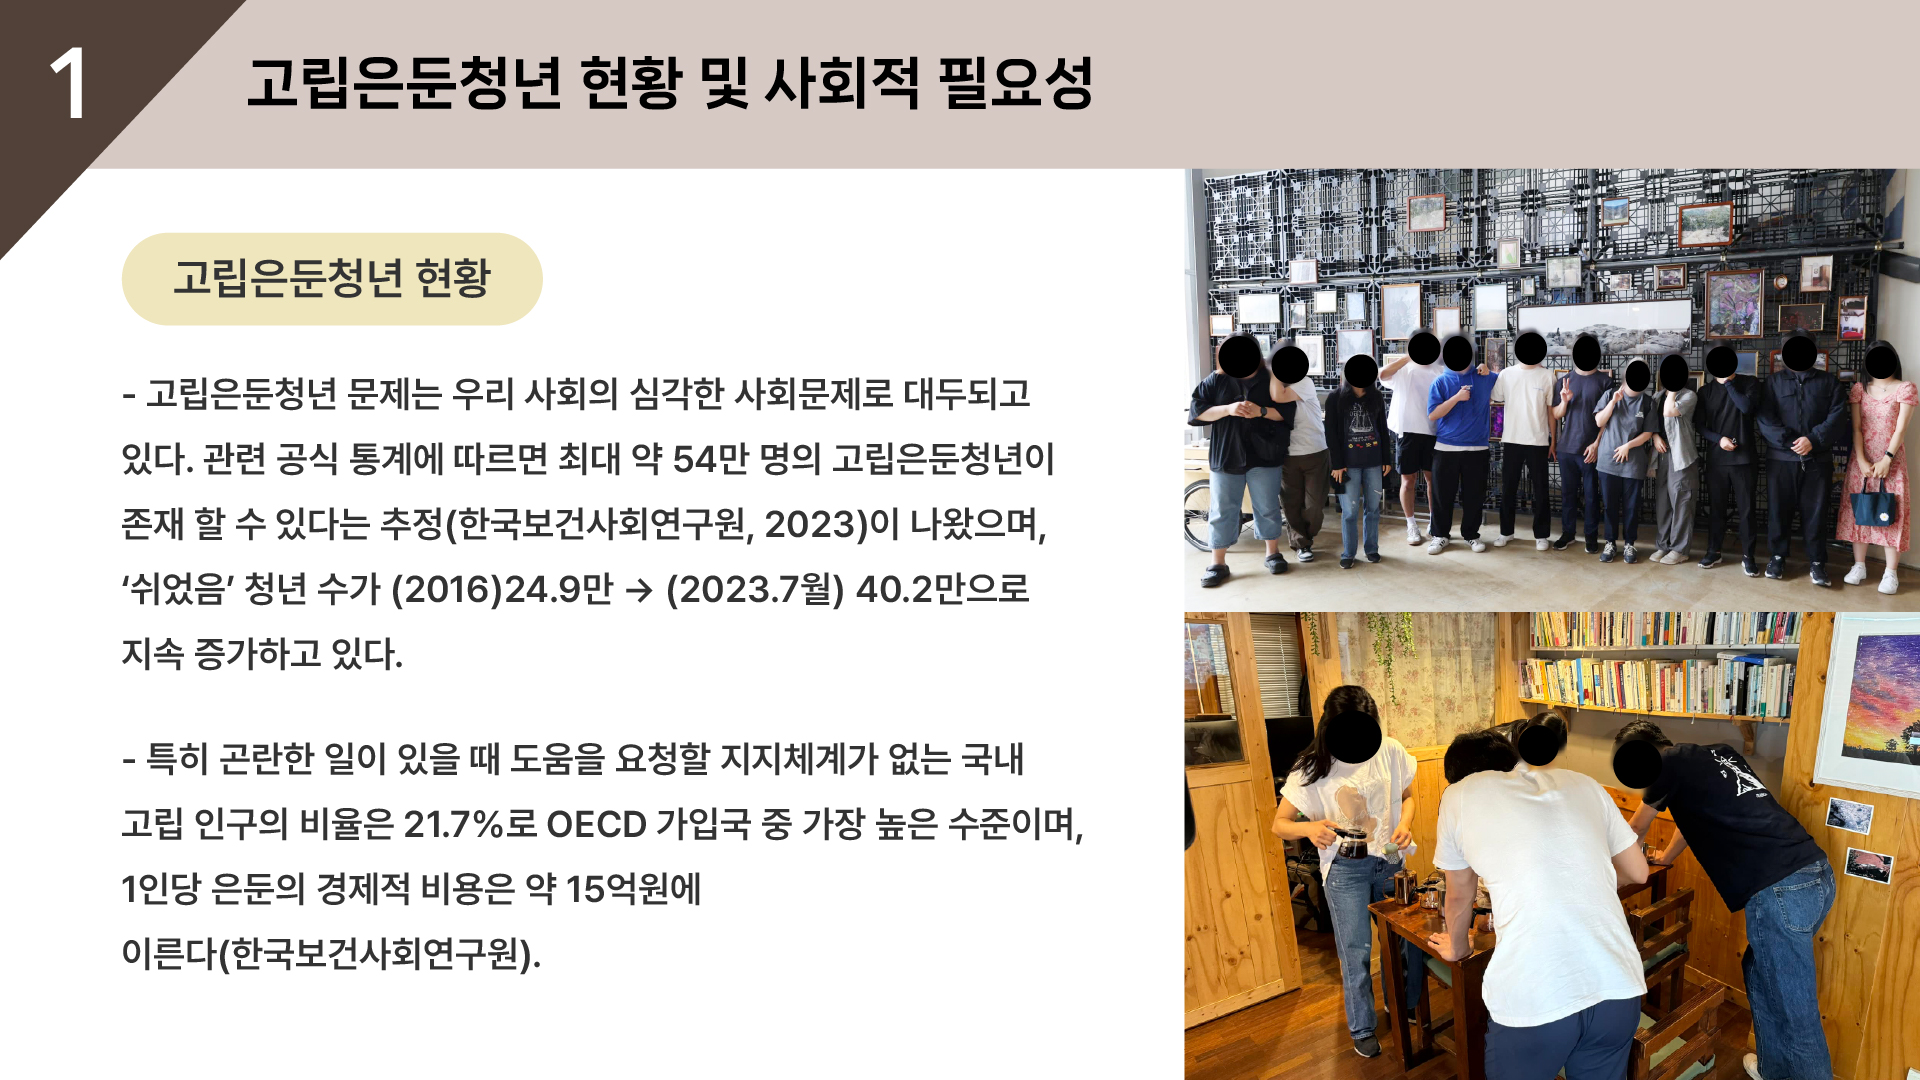 1
고립은둔청년 현황 및 사회적 필요성
고립은둔청년 현황
- 고립은둔청년 문제는 우리 사회의 심각한 사회문제로 대두되고
있다. 관련 공식 통계에 따르면 최대 약 54만 명의 고립은둔청년이
존재 할 수 있다는 추정(한국보건사회연구원, 2023)이 나왔으며,
‘쉬었음’ 청년 수가 (2016)24.9만 → (2023.7월) 40.2만으로
지속 증가하고 있다.
- 특히 곤란한 일이 있을 때 도움을 요청할 지지체계가 없는 국내
고립 인구의 비율은 21.7%로 OECD 가입국 중 가장 높은 수준이며,
1인당 은둔의 경제적 비용은 약 15억원에
이른다(한국보건사회연구원).